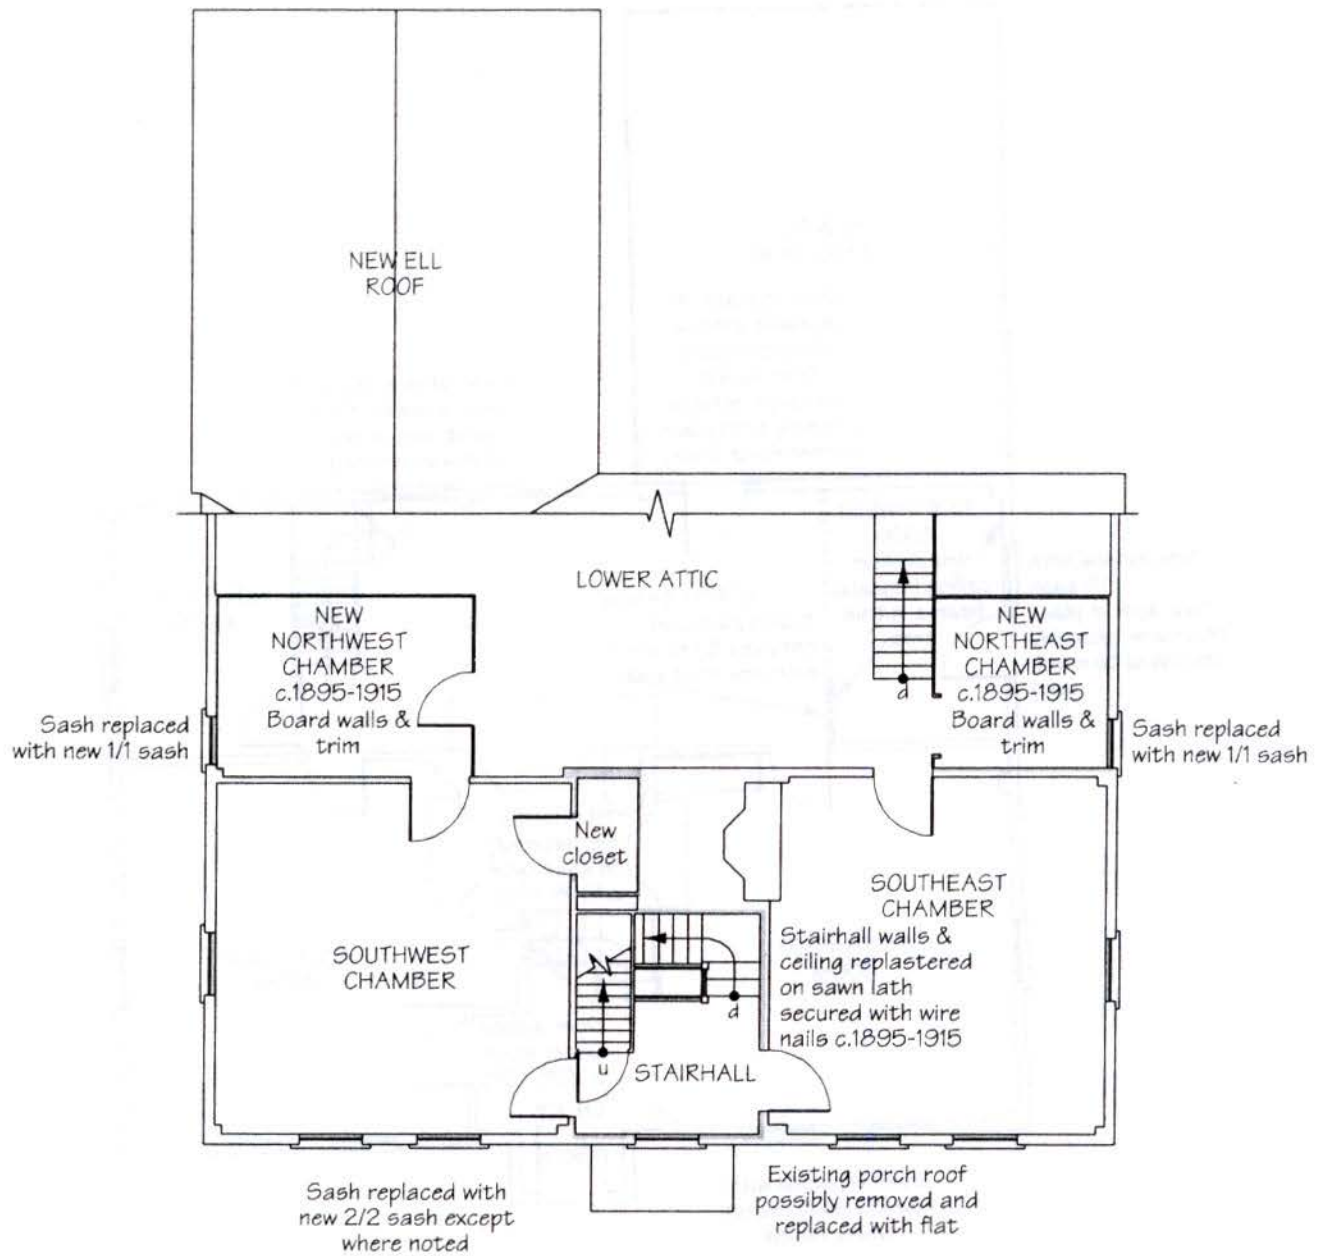 NEW ELL
ROOF
LOWER ATTIC
NEW
NORTHWEST
CHAMBER
c.1895-1915
Board walls &
trim
NEW
NORTHEAST
CHAMBER
c.1895-1915
Board walls &
trim
d
Sash replaced
with new 1/1 sash
Sash replaced
with new 1/1 sash
New
closet
SOUTHWEST
CHAMBER
SOUTHEAST
CHAMBER
Stairhall walls &
ceiling replastered
on sawn lath
secured with wire
nails c.1895-1915
d
u
STAIRHALL
Sash replaced with
new 2/2 sash except
where noted
Existing porch roof
possibly removed and
replaced with flat